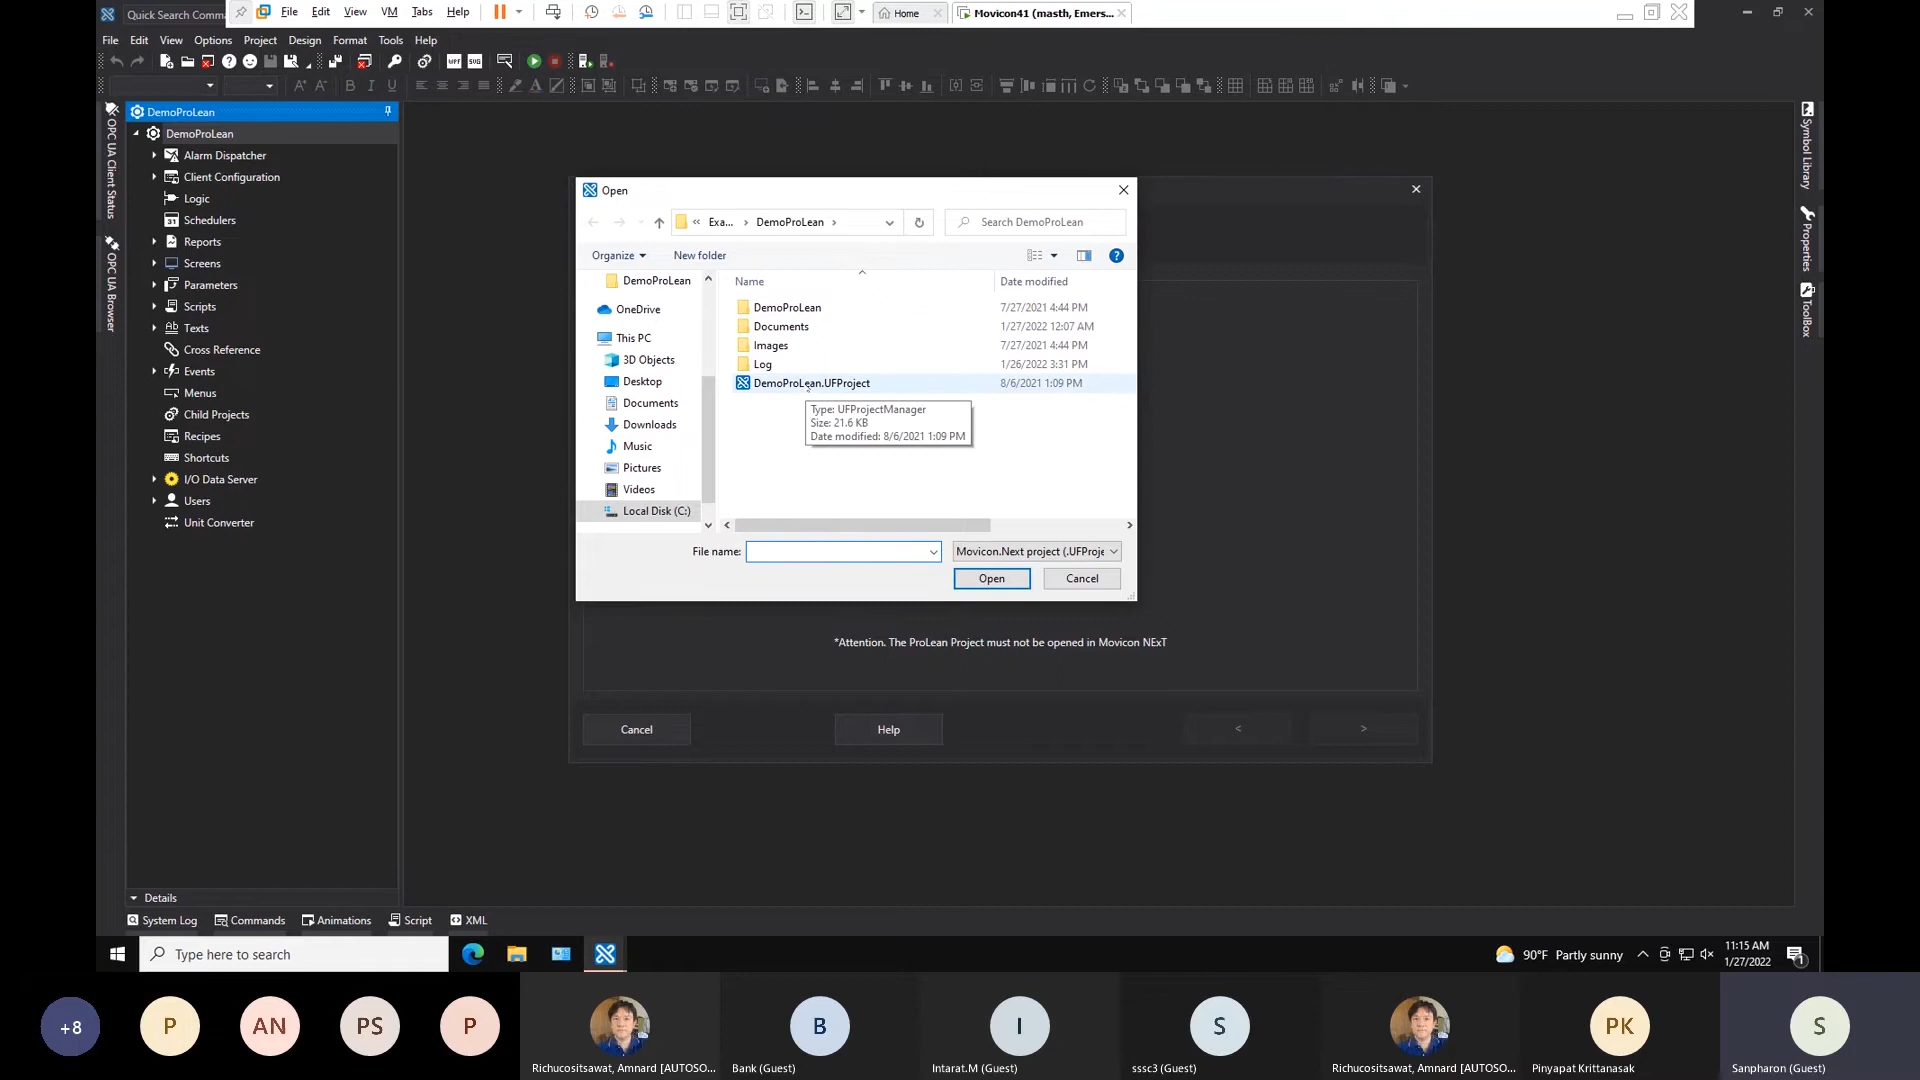 Quick Search Comm
File Edit View VM Tabs Help
Home
Movicon41 (masth, Emers...
File Edit View Options Project Design Format Tools Help
OPC UA Client Status
OPC UA Browser
DemoProLean
DemoProLean
Alarm Dispatcher
Client Configuration
Logic
Schedulers
Reports
Screens
Parameters
Scripts
Texts
Cross Reference
Events
Menus
Child Projects
Recipes
Shortcuts
I/O Data Server
Users
Unit Converter
Details
System Log Commands Animations Script XML
Open
Exa... DemoProLean
Search DemoProLean
Organize New folder
DemoProLean
OneDrive
This PC
3D Objects
Desktop
Documents
Downloads
Music
Pictures
Videos
Local Disk (C:)
Name Date modified
DemoProLean 7/27/2021 4:44 PM
Documents 1/27/2022 12:07 AM
Images 7/27/2021 4:44 PM
Log 1/26/2022 3:31 PM
DemoProLean.UFProject 8/6/2021 1:09 PM
Type: UFProjectManager
Size: 21.6 KB
Date modified: 8/6/2021 1:09 PM
File name: Movicon.Next project (.UFProje
Open Cancel
*Attention. The ProLean Project must not be opened in Movicon NExT
Cancel Help < >
Symbol Library
Properties
ToolBox
Type here to search
90°F Partly sunny
11:15 AM
1/27/2022
1
+8 P AN PS P B I S PK S
Richucositsawat, Amnard [AUTOSO... Bank (Guest) Intarat.M (Guest) sssc3 (Guest) Richucositsawat, Amnard [AUTOSO... Pinyapat Krittanasak Sanpharon (Guest)